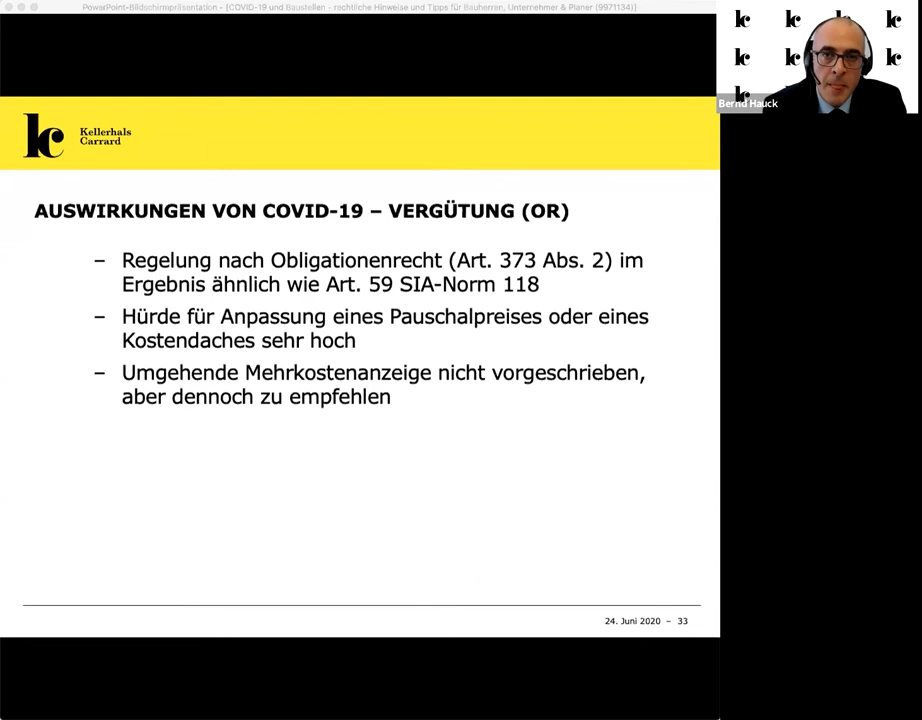 PowerPoint-Bildschirmpräsentation - [COVID-19 und Baustellen - rechtliche Hinweise und Tipps für Bauherren, Unternehmer & Planer (9971134)]
kc
Kellerhals
Carrard
Bernd Hauck
AUSWIRKUNGEN VON COVID-19 – VERGÜTUNG (OR)
– Regelung nach Obligationenrecht (Art. 373 Abs. 2) im
Ergebnis ähnlich wie Art. 59 SIA-Norm 118
– Hürde für Anpassung eines Pauschalpreises oder eines
Kostendaches sehr hoch
– Umgehende Mehrkostenanzeige nicht vorgeschrieben,
aber dennoch zu empfehlen
24. Juni 2020 – 33